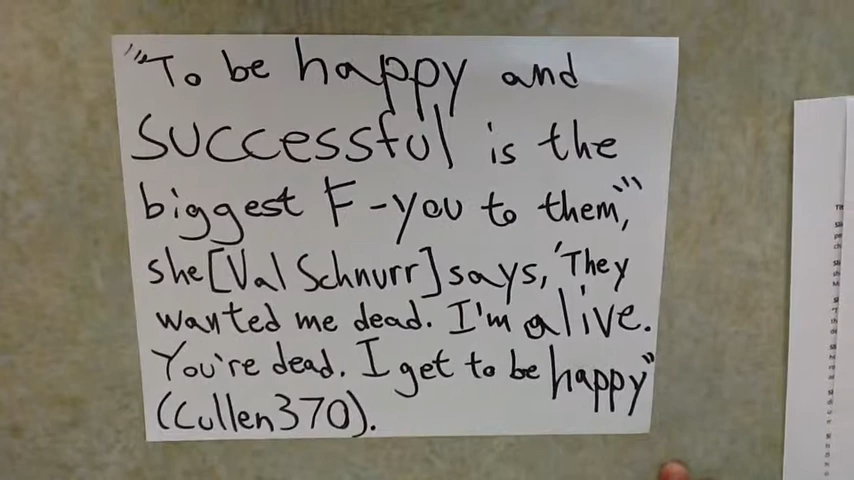 "'"To be happy and
successful is the
biggest F-you to them,"'
she [Val Schnurr] says, 'They
wanted me dead. I'm alive.
You're dead. I get to be happy"
(Cullen 370).